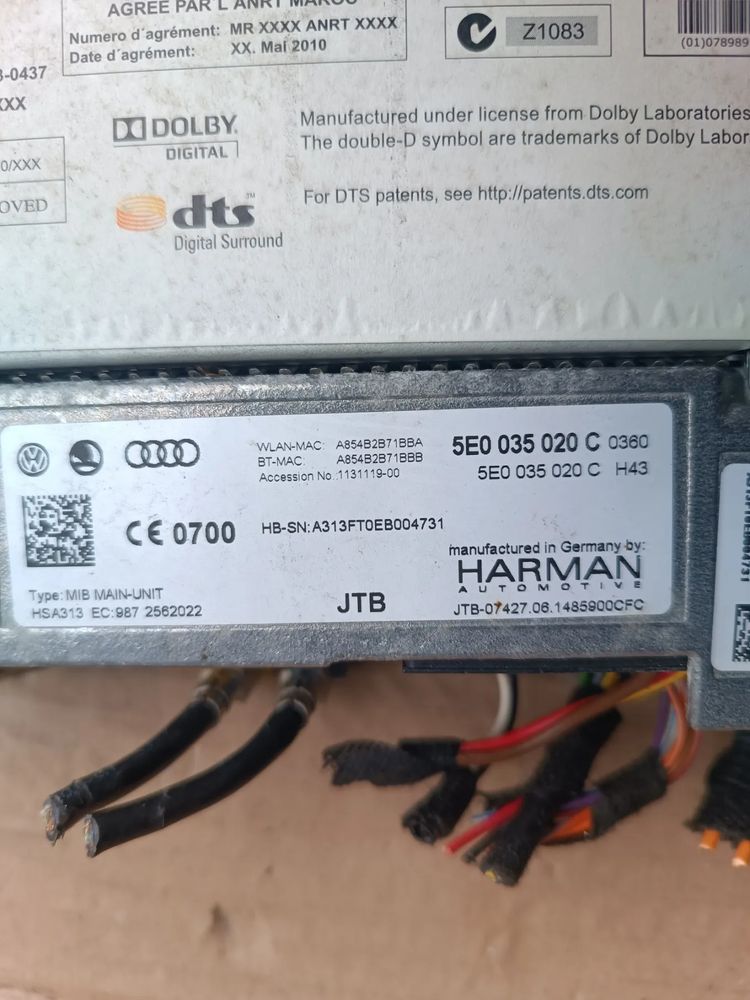 AGRÉÉ PAR L'ANRT MAROC
Numero d´agrément: MR XXXX ANRT XXXX
Date d´agrément: XX. Mai 2010
Z1083
(01)078989
3-0437
XXX
0/XXX
OVED
DOLBY.
DIGITAL
Manufactured under license from Dolby Laboratories
The double-D symbol are trademarks of Dolby Labor
dts™
Digital Surround
For DTS patents, see http://patents.dts.com
WLAN-MAC: A854B2B71BBA
BT-MAC: A854B2B71BBB
Accession No.:1131119-00
5E0 035 020 C 0360
5E0 035 020 C H43
CE 0700
HB-SN:A313FT0EB004731
manufactured in Germany by:
HARMAN
AUTOMOTIVE
Type: MIB MAIN-UNIT
HSA313 EC:987 2562022
JTB
JTB-07427.06.1485900CFC